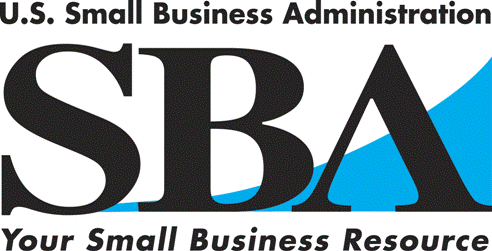 U.S. Small Business Administration
SBA
Your Small Business Resource